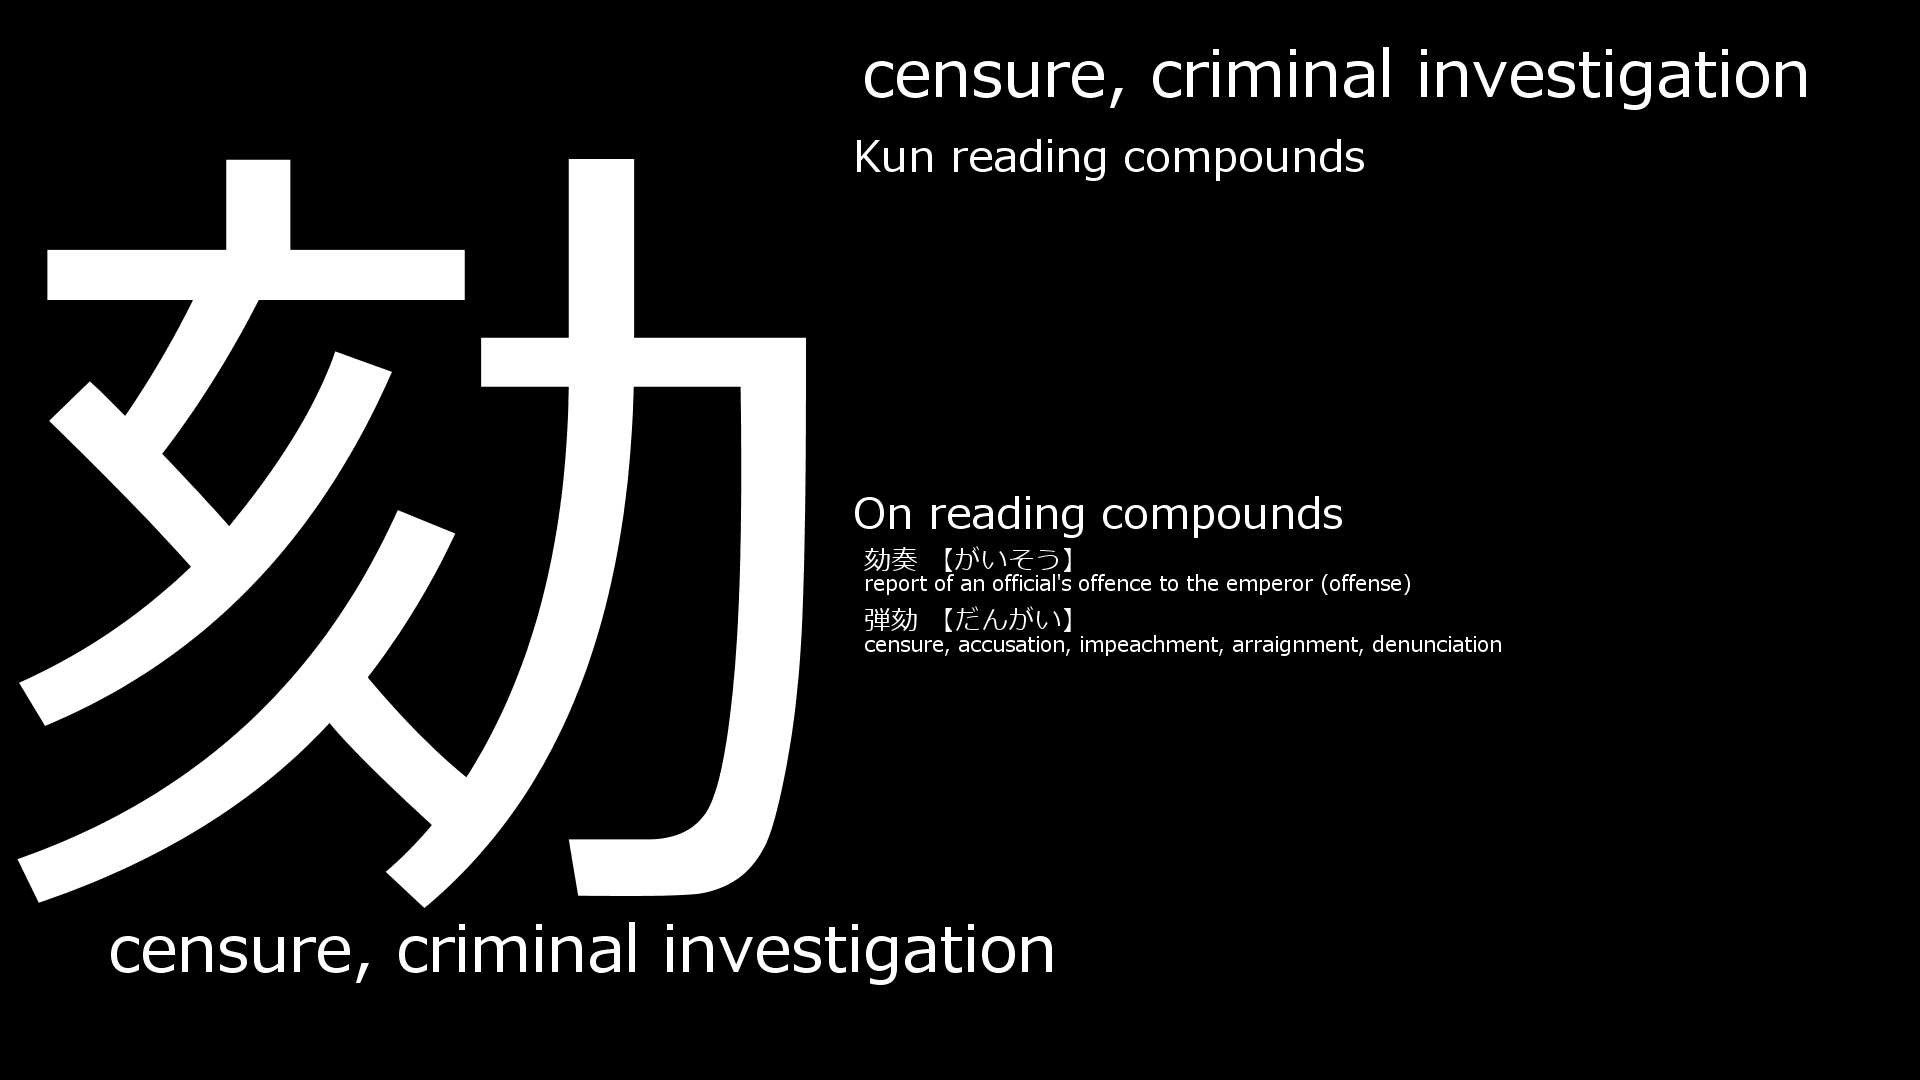 劾
censure, criminal investigation
Kun reading compounds
On reading compounds
劾奏 【がいそう】
report of an official's offence to the emperor (offense)
弾劾 【だんがい】
censure, accusation, impeachment, arraignment, denunciation
censure, criminal investigation